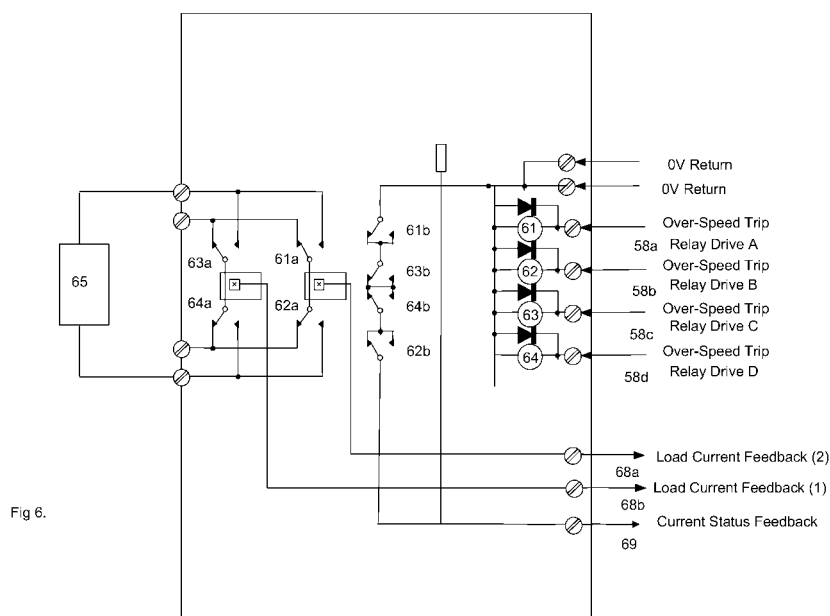 0V Return
0V Return
61
Over-Speed Trip
58a
Relay Drive A
62
Over-Speed Trip
58b
Relay Drive B
63
Over-Speed Trip
58c
Relay Drive C
64
Over-Speed Trip
58d
Relay Drive D
61b
63b
64b
62b
65
63a
61a
64a
62a
Load Current Feedback (2)
68a
Load Current Feedback (1)
68b
Current Status Feedback
69
Fig 6.